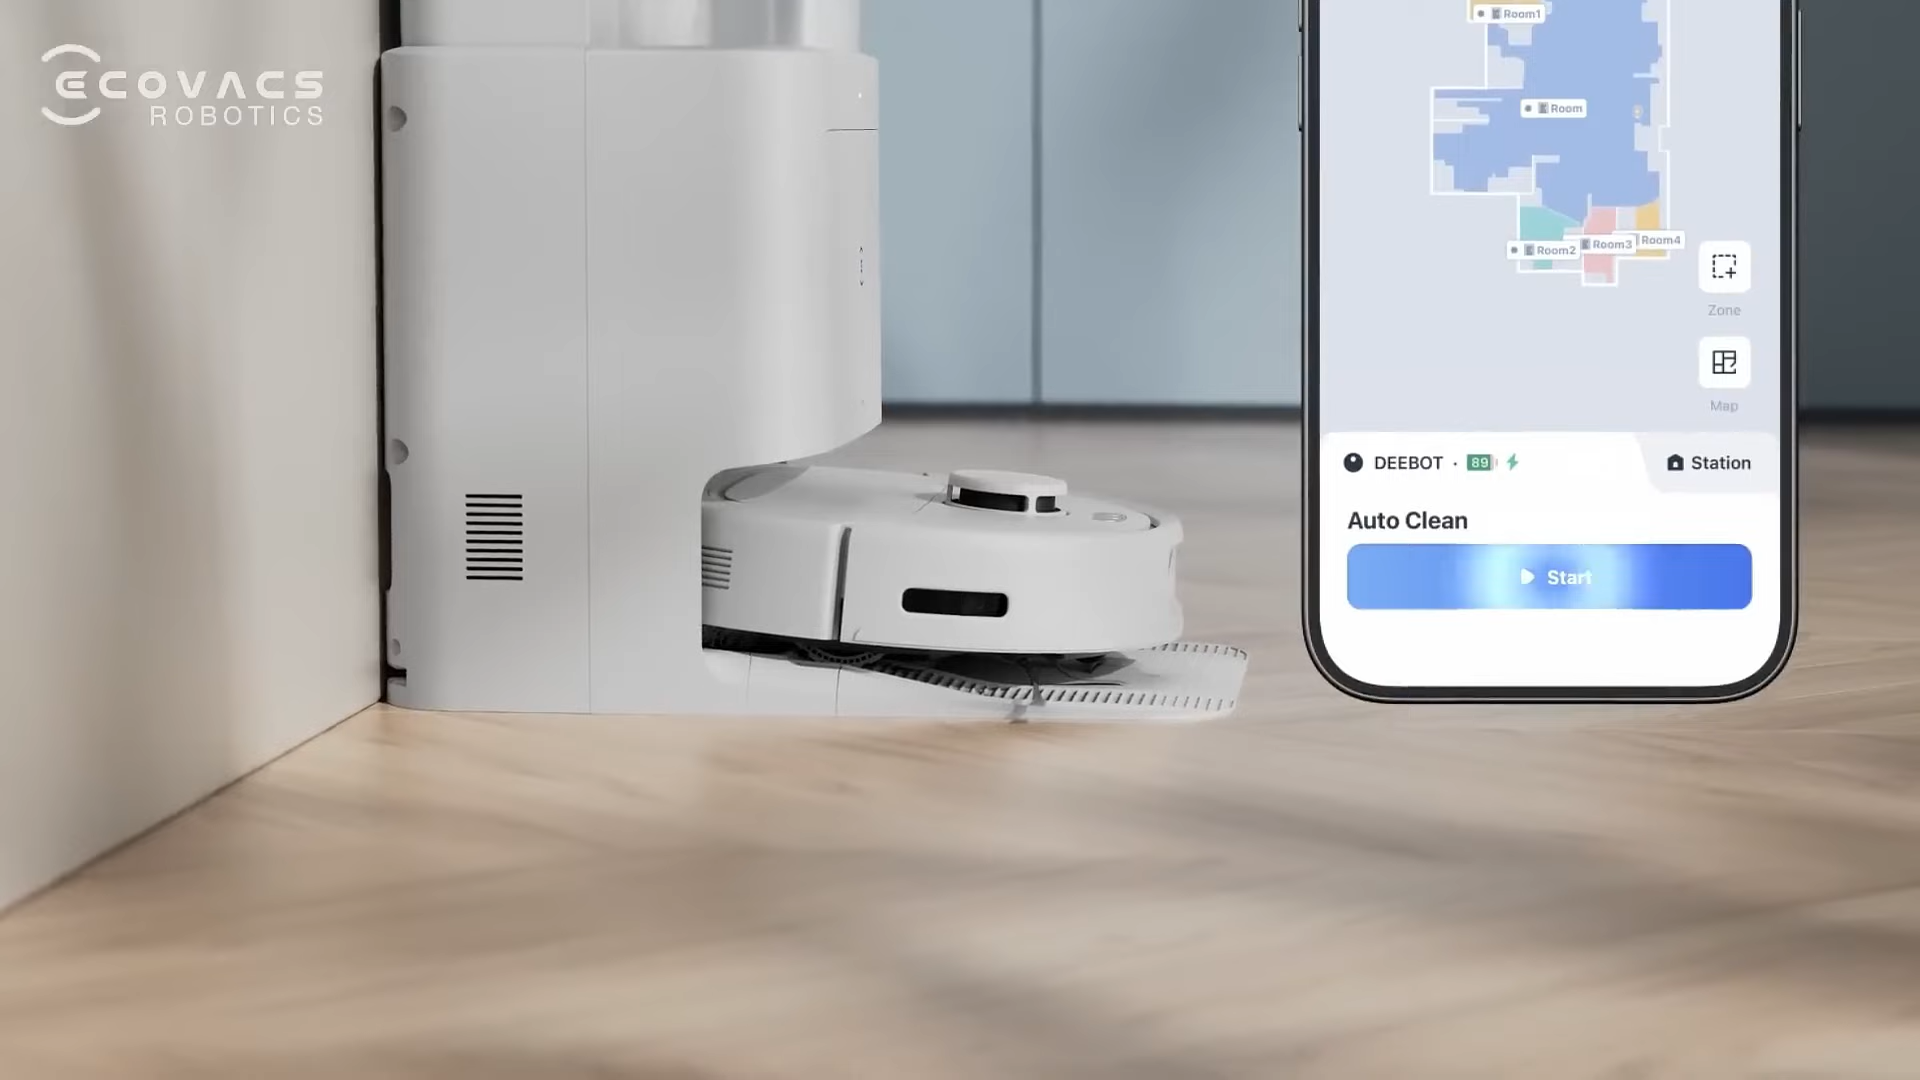 ECOVACS
ROBOTICS
Room1
Room
Room2
Room3
Room4
Zone
Map
DEEBOT · 89
Station
Auto Clean
Start